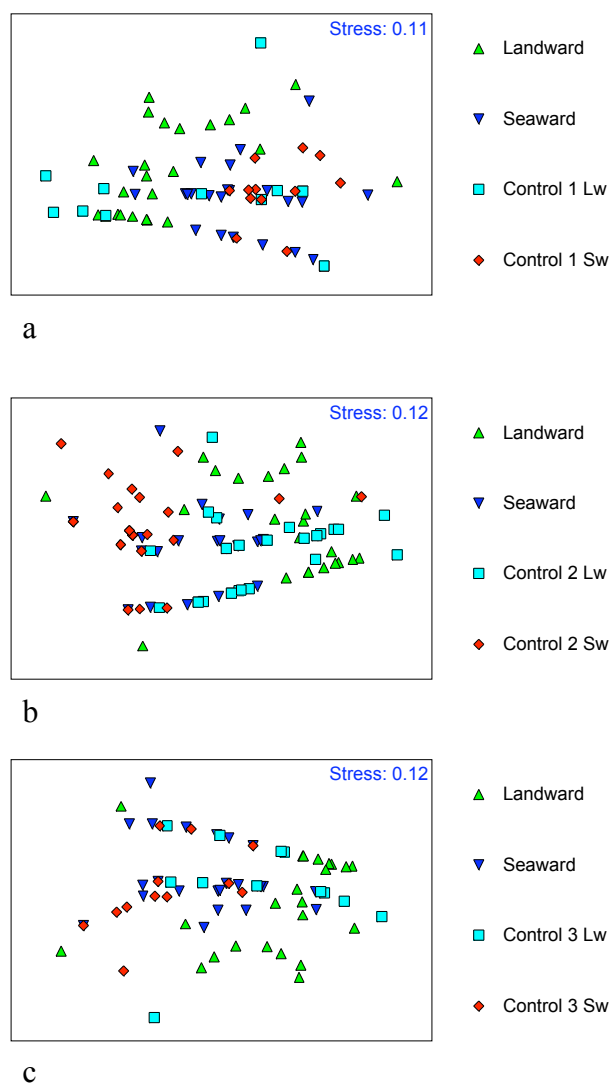 Stress: 0.11
Landward
Seaward
Control 1 Lw
Control 1 Sw
a
Stress: 0.12
Landward
Seaward
Control 2 Lw
Control 2 Sw
b
Stress: 0.12
Landward
Seaward
Control 3 Lw
Control 3 Sw
c